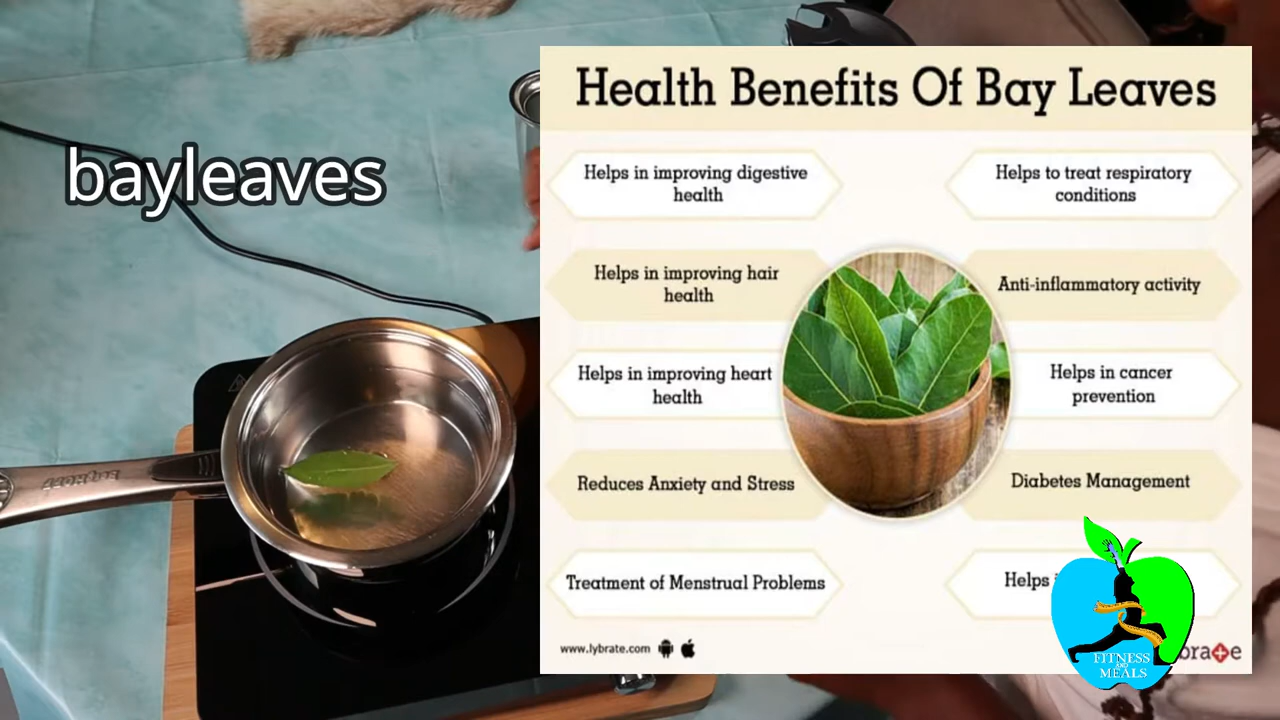 bayleaves
Health Benefits Of Bay Leaves
Helps in improving digestive
health
Helps to treat respiratory
conditions
Helps in improving hair
health
Anti-inflammatory activity
Helps in improving heart
health
Helps in cancer
prevention
Reduces Anxiety and Stress
Diabetes Management
Treatment of Menstrual Problems
Helps
www.lybrate.com
FITNESS
AND
MEALS